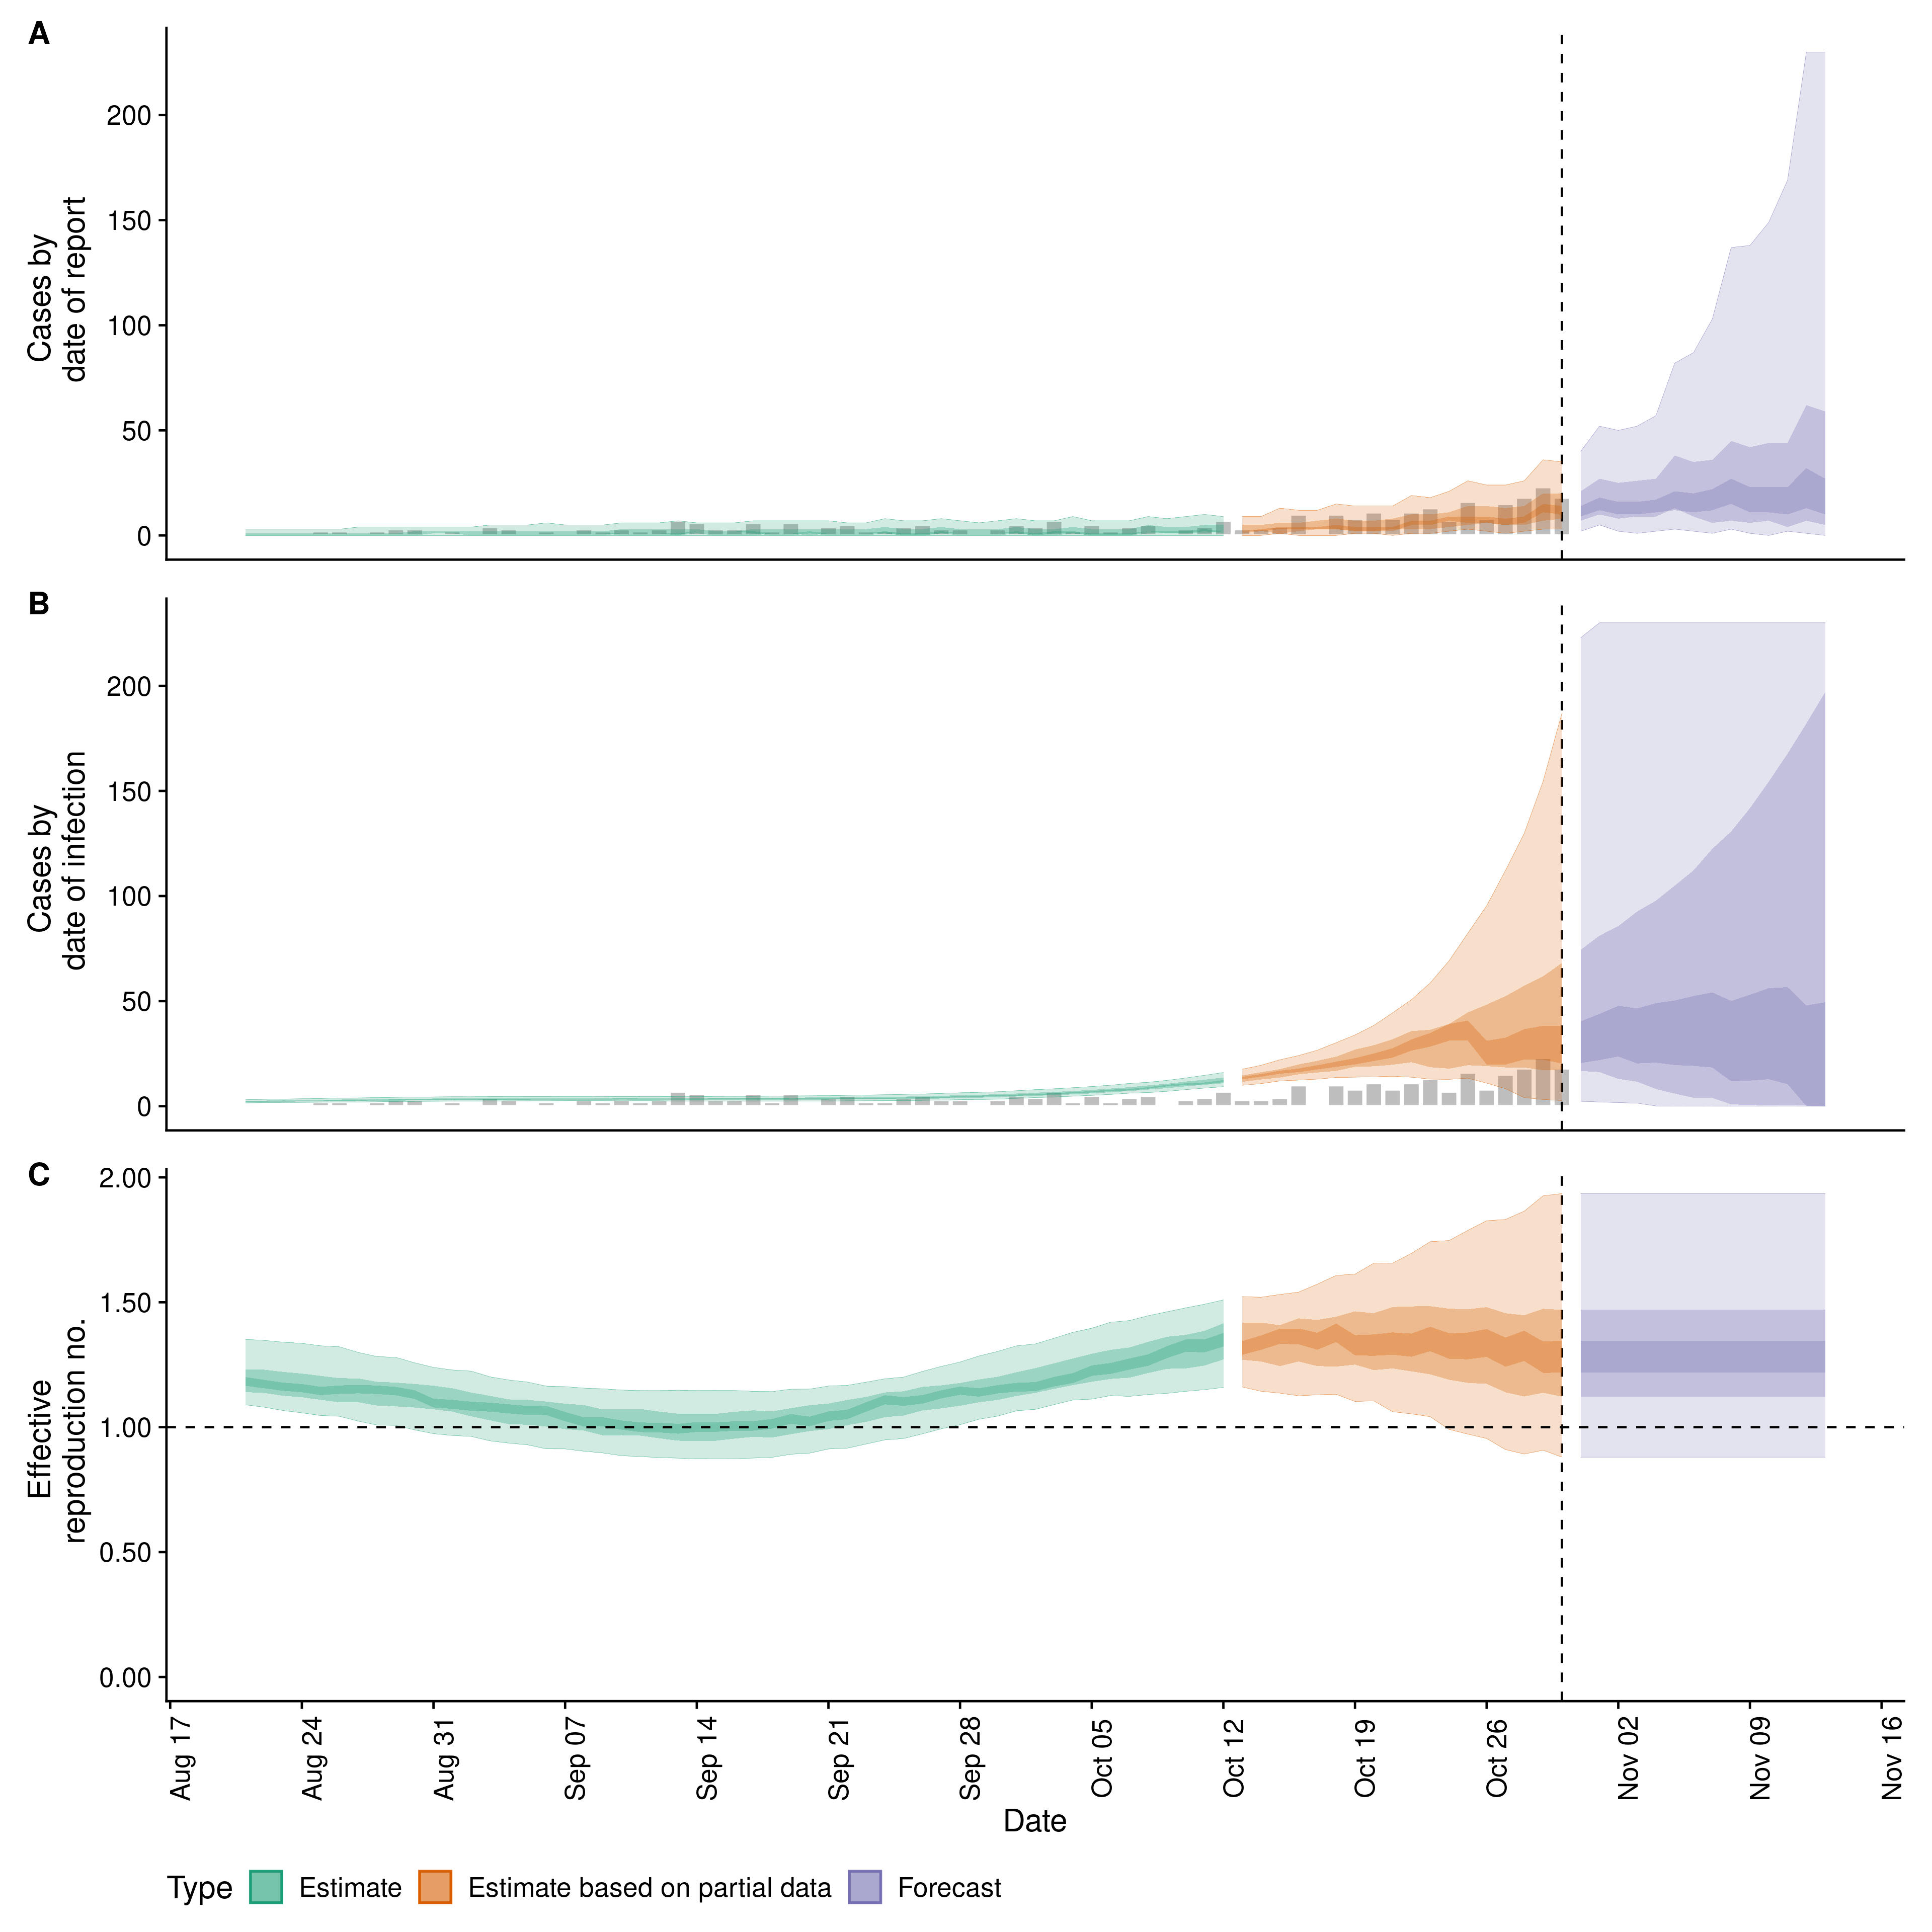 A
Cases by
date of report
200
150
100
50
0
B
Cases by
date of infection
200
150
100
50
0
C
Effective
reproduction no.
2.00
1.50
1.00
0.50
0.00
Aug 17
Aug 24
Aug 31
Sep 07
Sep 14
Sep 21
Sep 28
Oct 05
Oct 12
Oct 19
Oct 26
Nov 02
Nov 09
Nov 16
Date
Type Estimate Estimate based on partial data Forecast